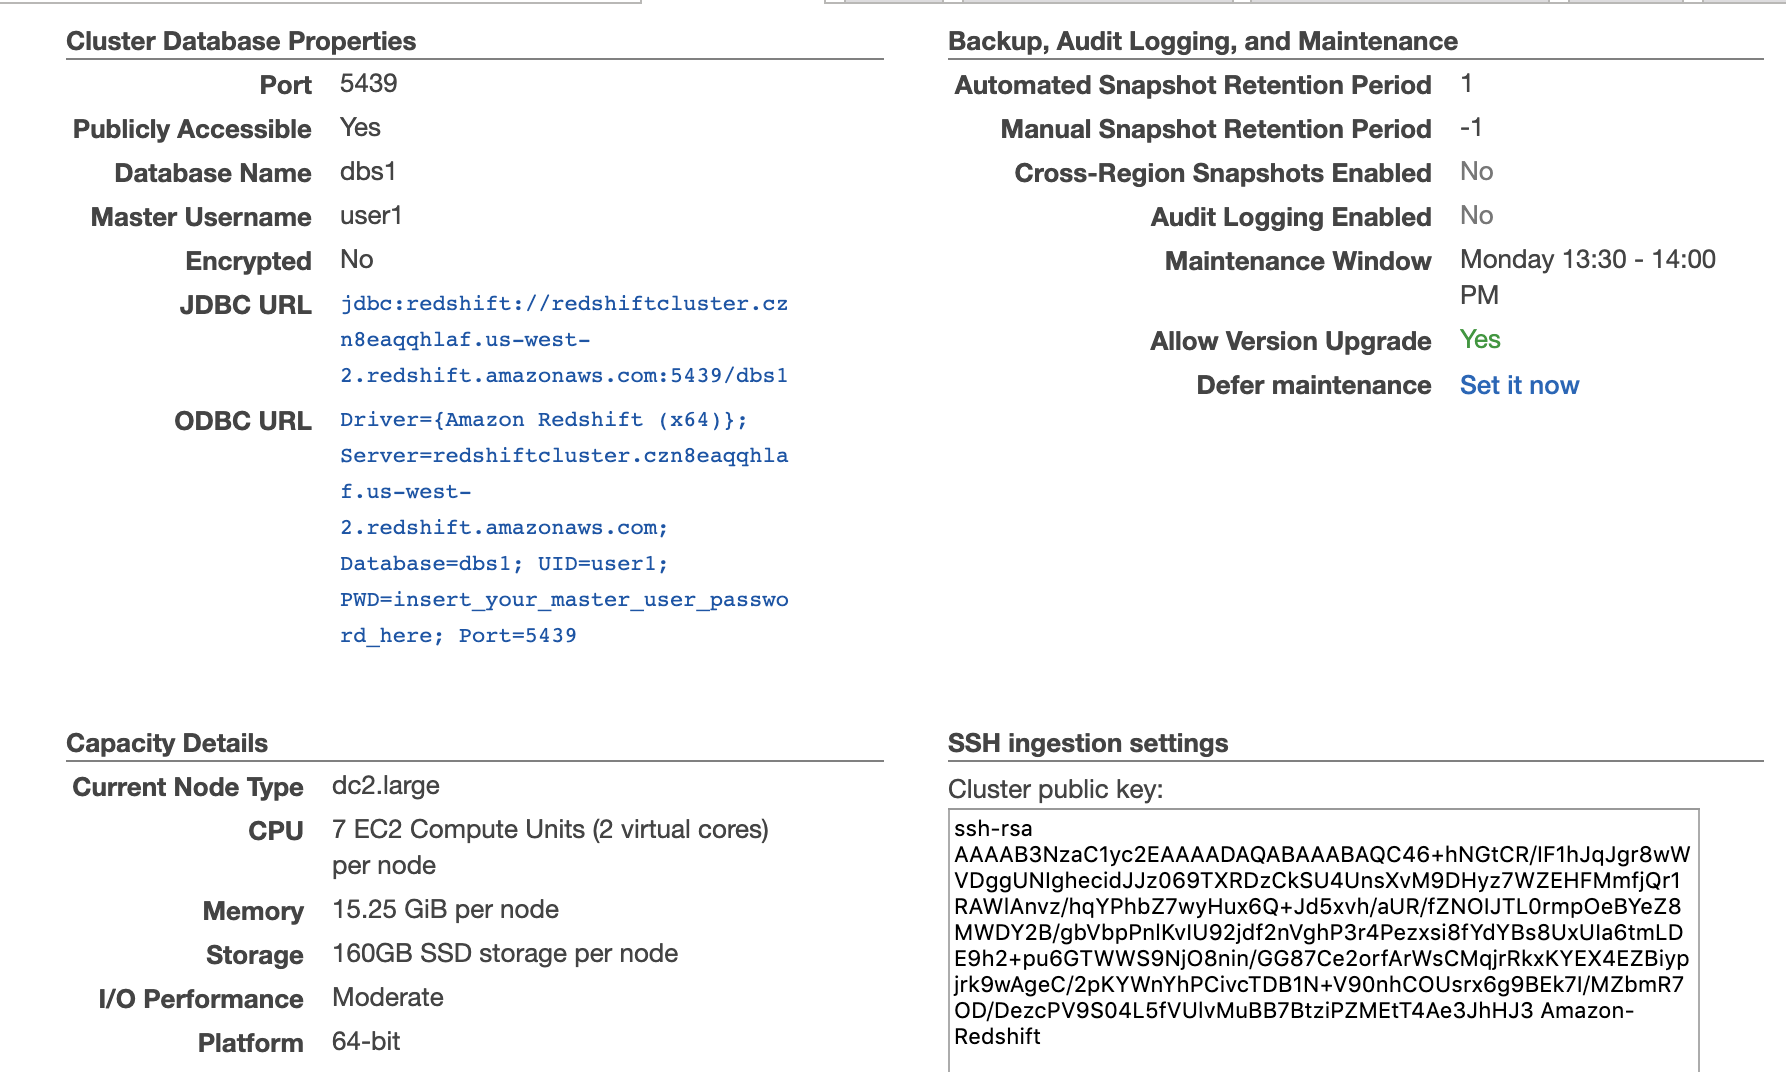 Cluster Database Properties
Port 5439
Publicly Accessible Yes
Database Name dbs1
Master Username user1
Encrypted No
JDBC URL jdbc:redshift://redshiftcluster.cz
n8eaqqhlaf.us-west-
2.redshift.amazonaws.com:5439/dbs1
ODBC URL Driver={Amazon Redshift (x64)};
Server=redshiftcluster.czn8eaqqhla
f.us-west-
2.redshift.amazonaws.com;
Database=dbs1; UID=user1;
PWD=insert_your_master_user_passwo
rd_here; Port=5439
Backup, Audit Logging, and Maintenance
Automated Snapshot Retention Period 1
Manual Snapshot Retention Period -1
Cross-Region Snapshots Enabled No
Audit Logging Enabled No
Maintenance Window Monday 13:30 - 14:00
PM
Allow Version Upgrade Yes
Defer maintenance Set it now
Capacity Details
Current Node Type dc2.large
CPU 7 EC2 Compute Units (2 virtual cores)
per node
Memory 15.25 GiB per node
Storage 160GB SSD storage per node
I/O Performance Moderate
Platform 64-bit
SSH ingestion settings
Cluster public key:
ssh-rsa
AAAAB3NzaC1yc2EAAAADAQABAAABAQC46+hNGtCR/IF1hJqJgr8wW
VDggUNIghecidJJz069TXRDzCkSU4UnsXvM9DHyz7WZEHFMmfjQr1
RAWlAnvz/hqYPhbZ7wyHux6Q+Jd5xvh/aUR/fZNOIJTL0rmpOeBYeZ8
MWDY2B/gbVbpPnlKvIU92jdf2nVghP3r4Pezxsi8fYdYBs8UxUIa6tmLD
E9h2+pu6GTWWS9NjO8nin/GG87Ce2orfArWsCMqjrRkxKYEX4EZBiyp
jrk9wAgeC/2pKYWnYhPCivcTDB1N+V90nhCOUsrx6g9BEk7I/MZbmR7
OD/DezcPV9S04L5fVUlvMuBB7BtziPZMEtT4Ae3JhHJ3 Amazon-
Redshift